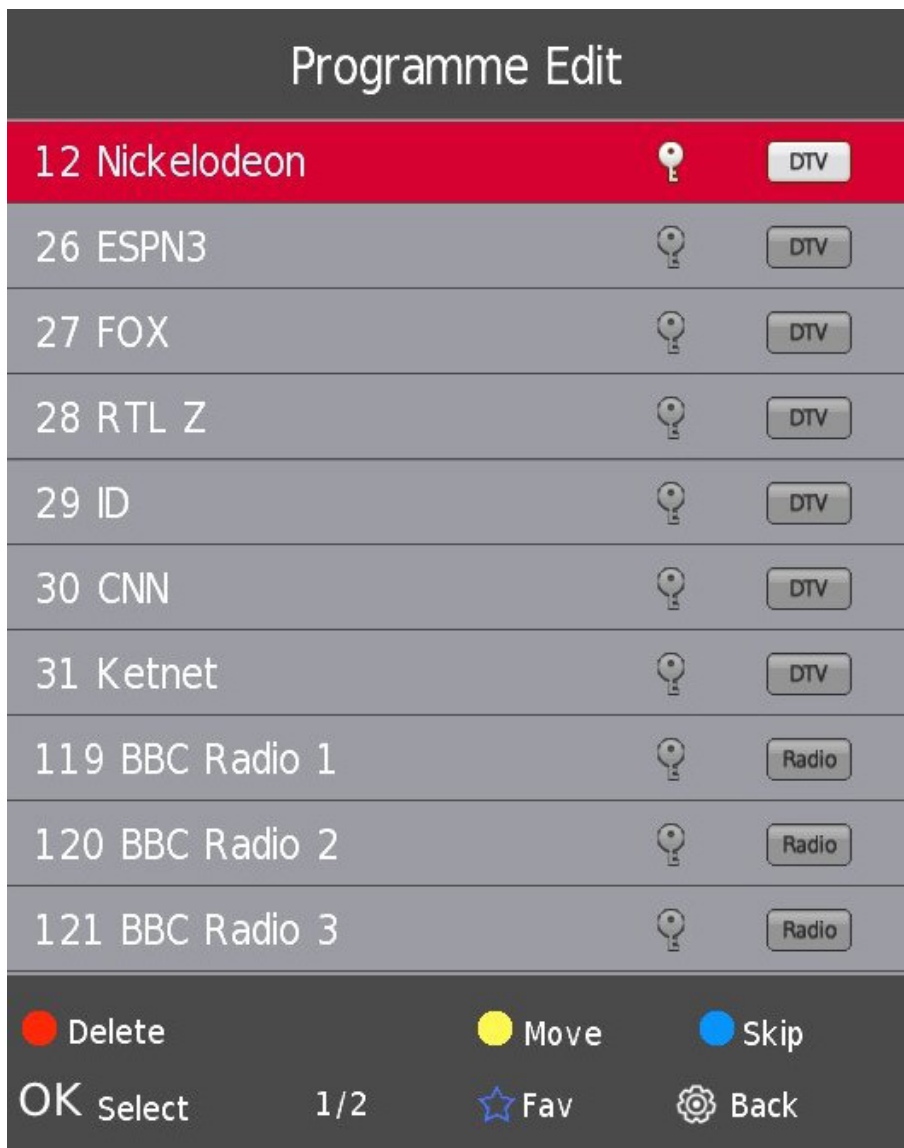 Programme Edit
12 Nickelodeon DTV
26 ESPN3 DTV
27 FOX DTV
28 RTL Z DTV
29 ID DTV
30 CNN DTV
31 Ketnet DTV
119 BBC Radio 1 Radio
120 BBC Radio 2 Radio
121 BBC Radio 3 Radio
Delete Move Skip
OK Select 1/2 Fav Back